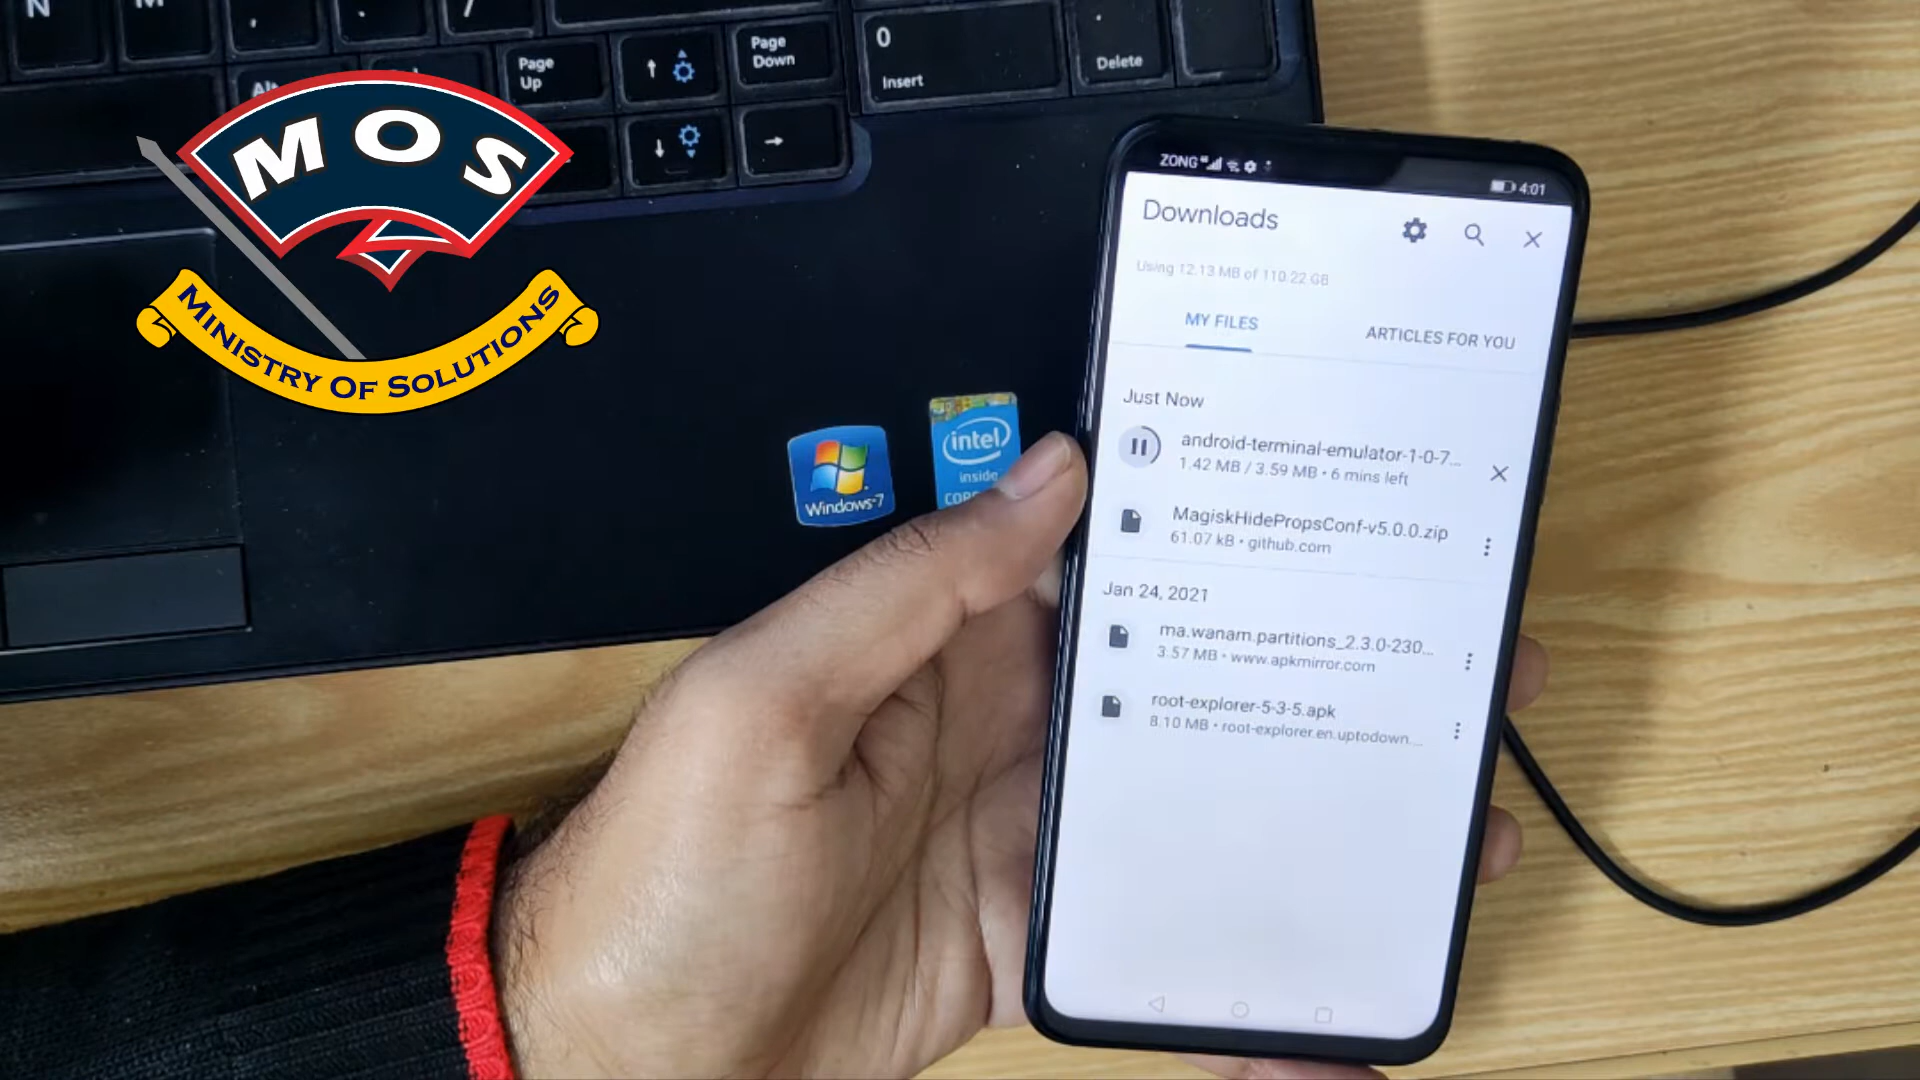 N M , . /
Alt
Page
Up
Page
Down
0
Insert
.
Delete
MOS
MINISTRY OF SOLUTIONS
Windows 7
intel
inside
ZONG
4:01
Downloads
Using 12.13 MB of 110.22 GB
MY FILES
ARTICLES FOR YOU
Just Now
android-terminal-emulator-1-0-7...
1.42 MB / 3.59 MB • 6 mins left
MagiskHidePropsConf-v5.0.0.zip
61.07 kB • github.com
Jan 24, 2021
ma.wanam.partitions_2.3.0-230...
3.57 MB • www.apkmirror.com
root-explorer-5-3-5.apk
8.10 MB • root-explorer.en.uptodown....